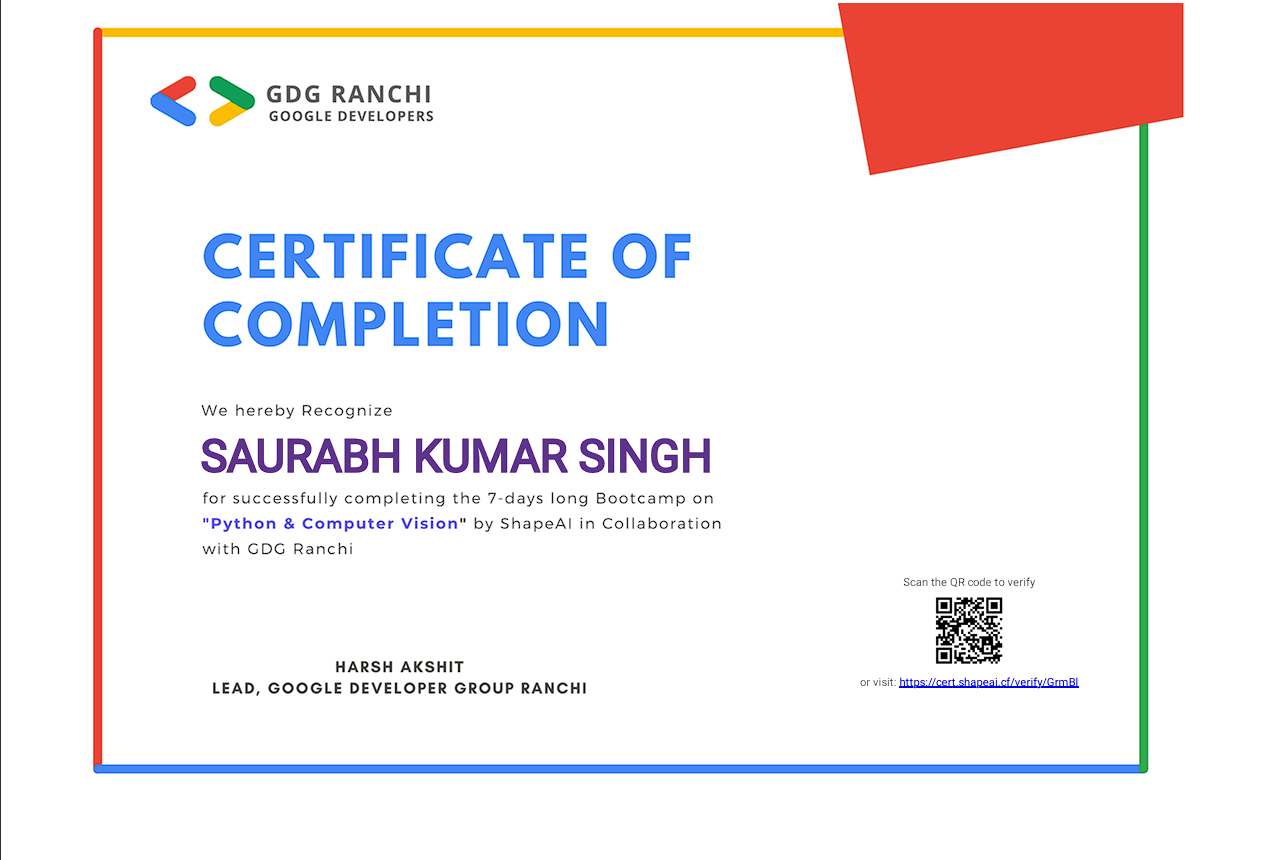 GDG RANCHI
GOOGLE DEVELOPERS
CERTIFICATE OF
COMPLETION
We hereby Recognize
SAURABH KUMAR SINGH
for successfully completing the 7-days long Bootcamp on
"Python & Computer Vision" by ShapeAI in Collaboration
with GDG Ranchi
Scan the QR code to verify
or visit: https://cert.shapeai.cf/verify/GrmBl
HARSH AKSHIT
LEAD, GOOGLE DEVELOPER GROUP RANCHI